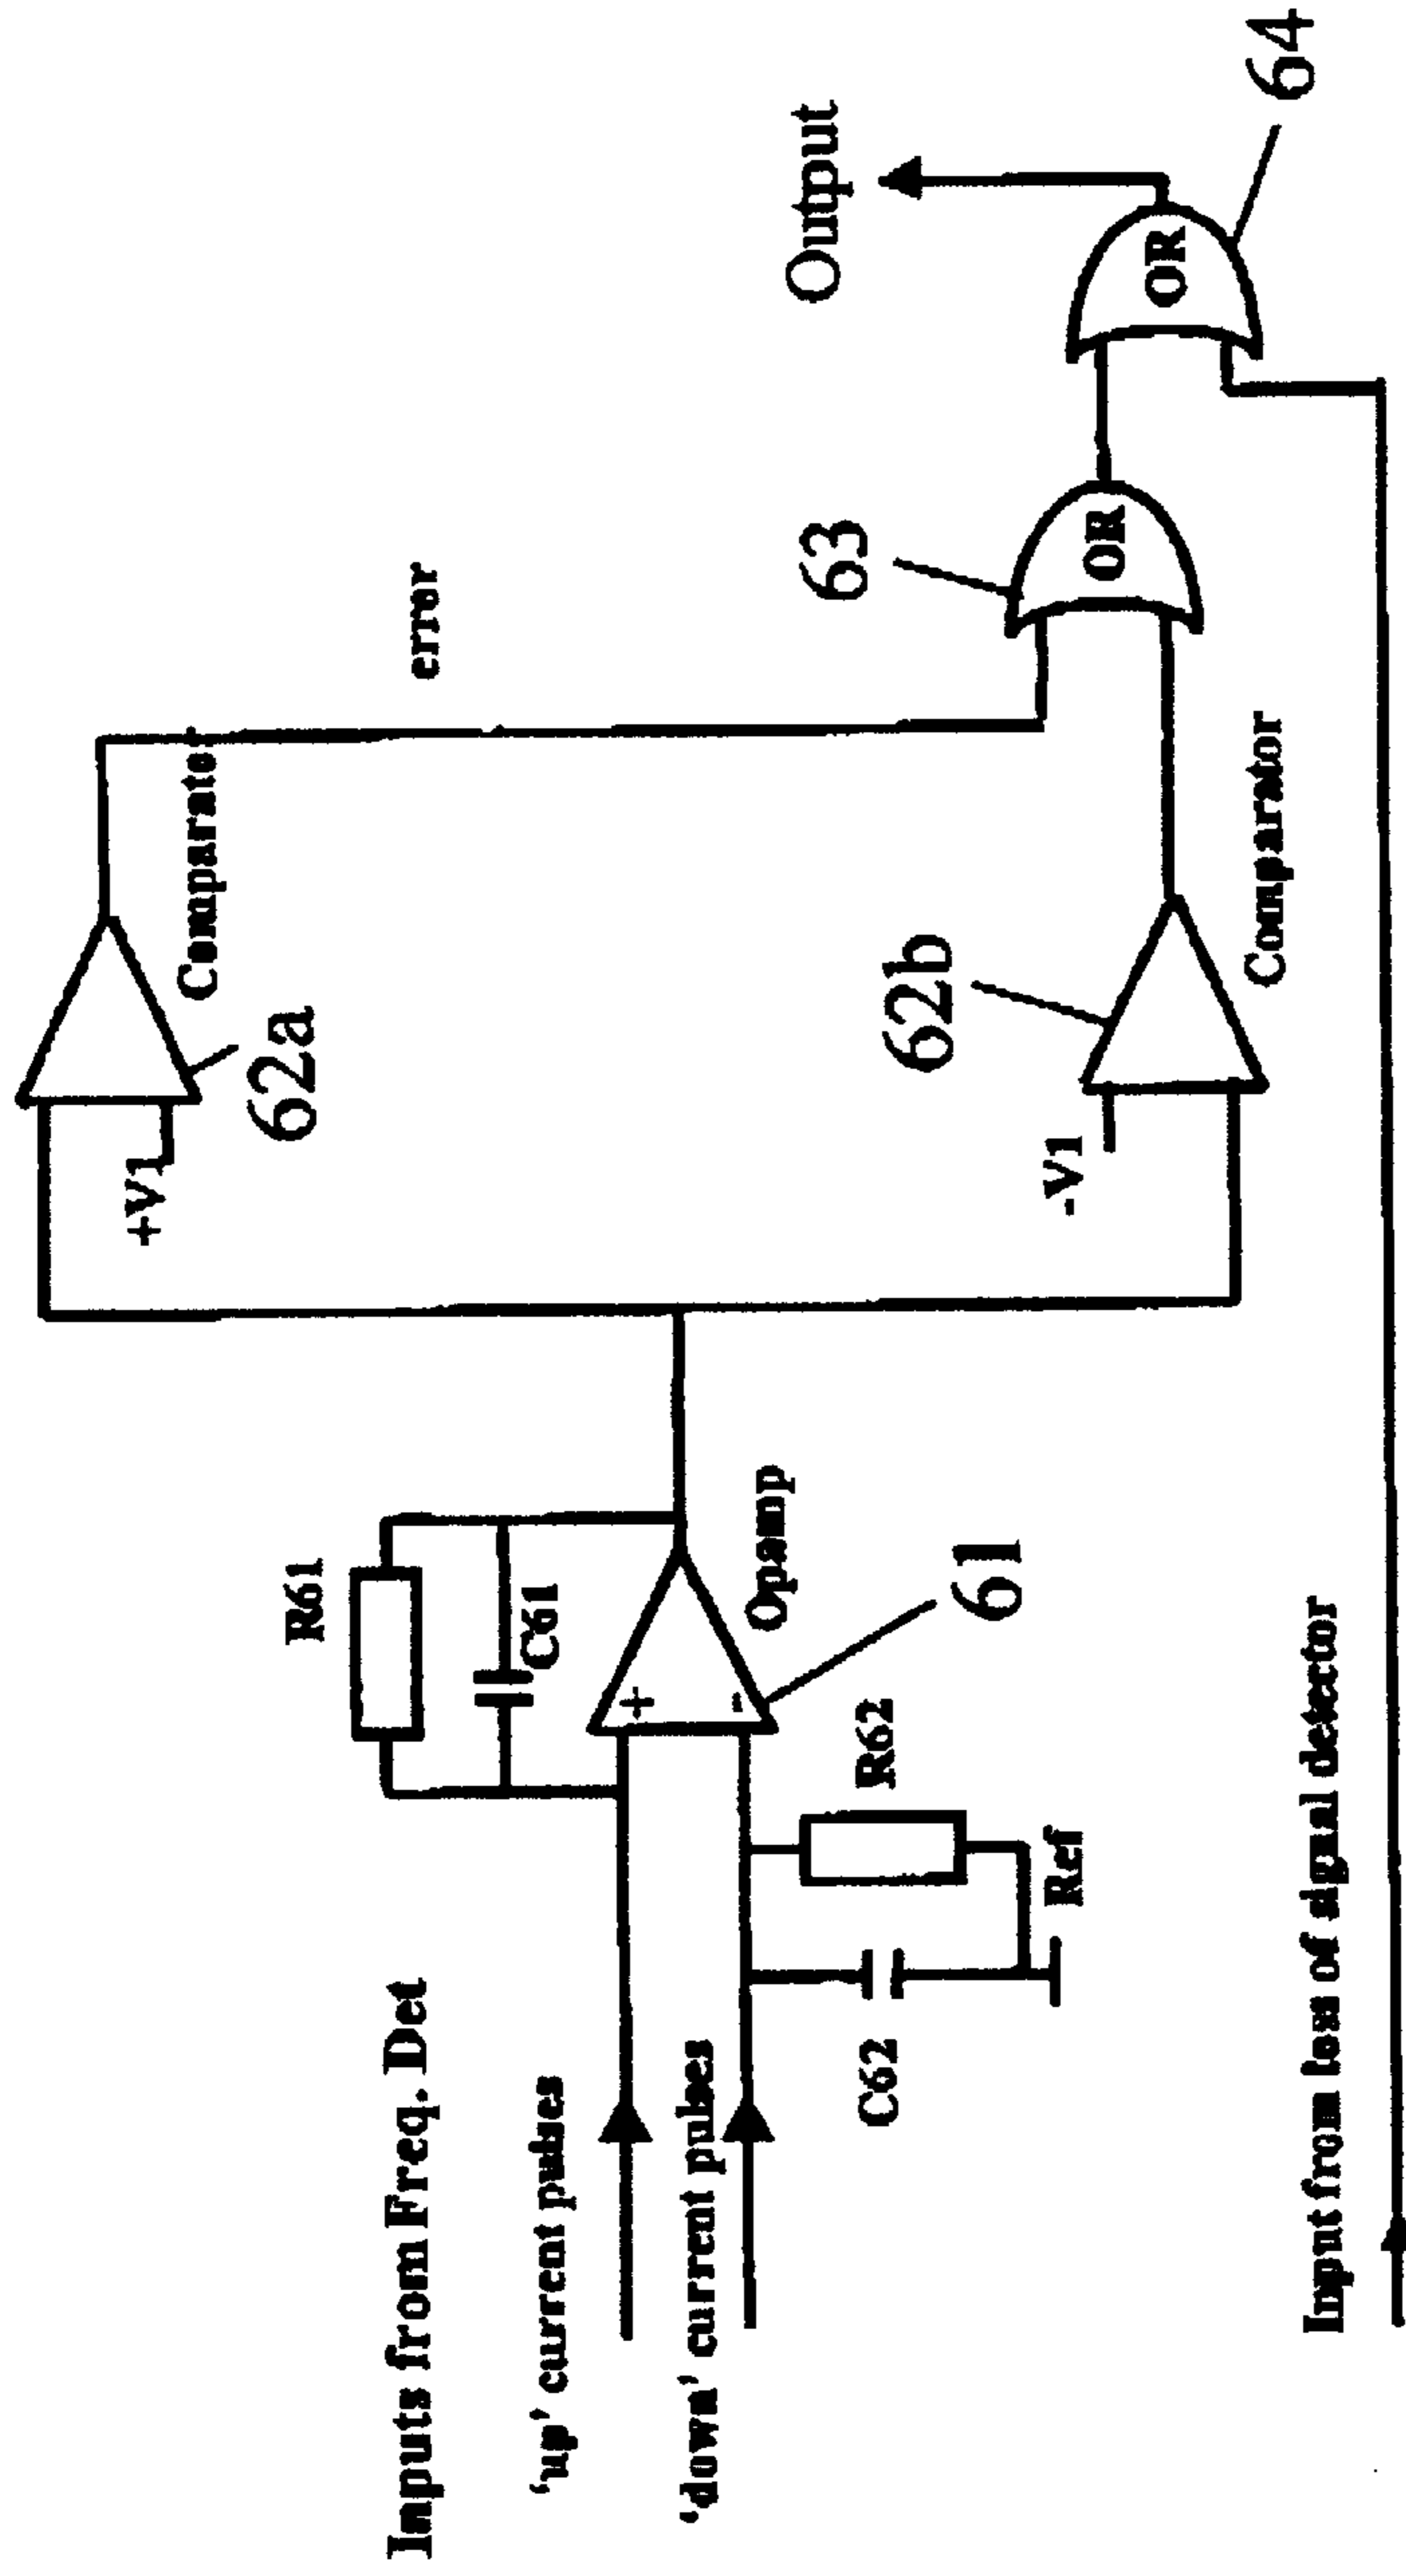 Inputs from Freq. Det
'up' current pulses
'down' current pulses
C62
R62
Ref
R61
C61
+
-
Opamp
61
+V1
62a
Comparator
-V1
62b
Comparator
error
63
OR
OR
64
Output
Input from loss of signal detector